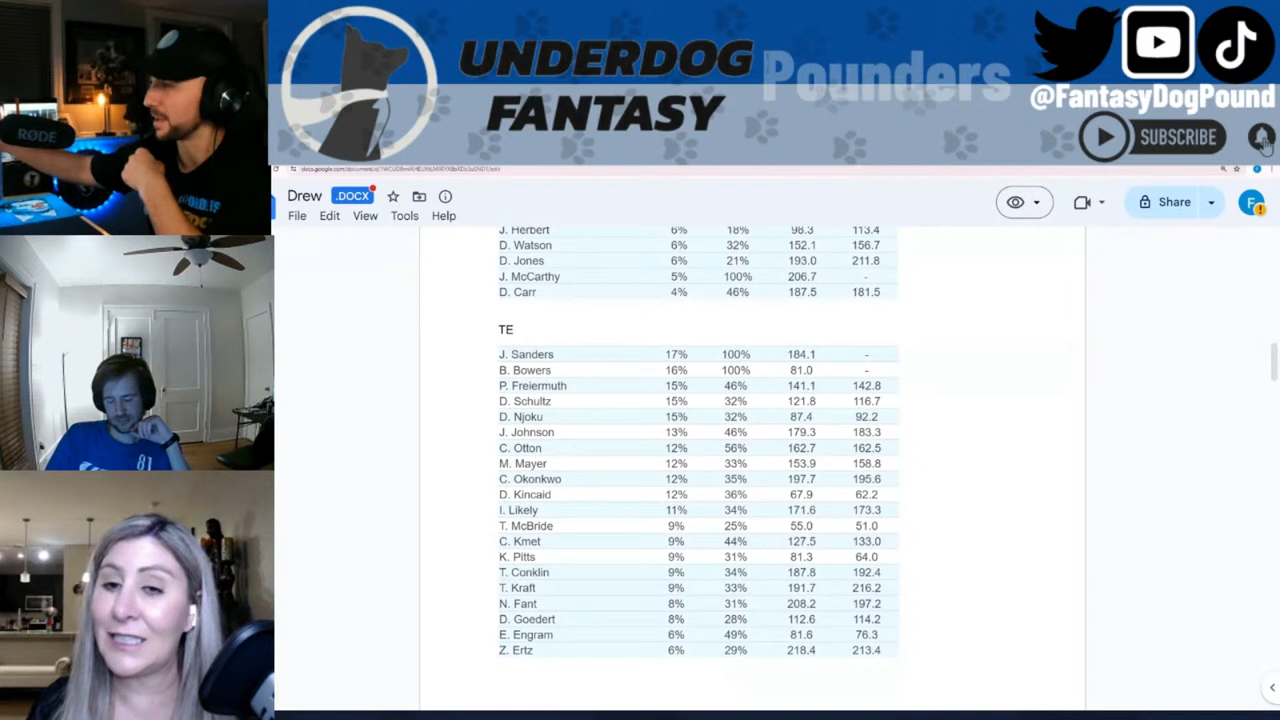 UNDERDOG
FANTASY
Pounders
@FantasyDogPound
SUBSCRIBE
RØDE
Drew .DOCX
File Edit View Tools Help
Share
F
J. Herbert 6% 18% 98.3 113.4
D. Watson 6% 32% 152.1 156.7
D. Jones 6% 21% 193.0 211.8
J. McCarthy 5% 100% 206.7 -
D. Carr 4% 46% 187.5 181.5
TE
J. Sanders 17% 100% 184.1 -
B. Bowers 16% 100% 81.0 -
P. Freiermuth 15% 46% 141.1 142.8
D. Schultz 15% 32% 121.8 116.7
D. Njoku 15% 32% 87.4 92.2
J. Johnson 13% 46% 179.3 183.3
C. Otton 12% 56% 162.7 162.5
M. Mayer 12% 33% 153.9 158.8
C. Okonkwo 12% 35% 197.7 195.6
D. Kincaid 12% 36% 67.9 62.2
I. Likely 11% 34% 171.6 173.3
T. McBride 9% 25% 55.0 51.0
C. Kmet 9% 44% 127.5 133.0
K. Pitts 9% 31% 81.3 64.0
T. Conklin 9% 34% 187.8 192.4
T. Kraft 9% 33% 191.7 216.2
N. Fant 8% 31% 208.2 197.2
D. Goedert 8% 28% 112.6 114.2
E. Engram 6% 49% 81.6 76.3
Z. Ertz 6% 29% 218.4 213.4
81